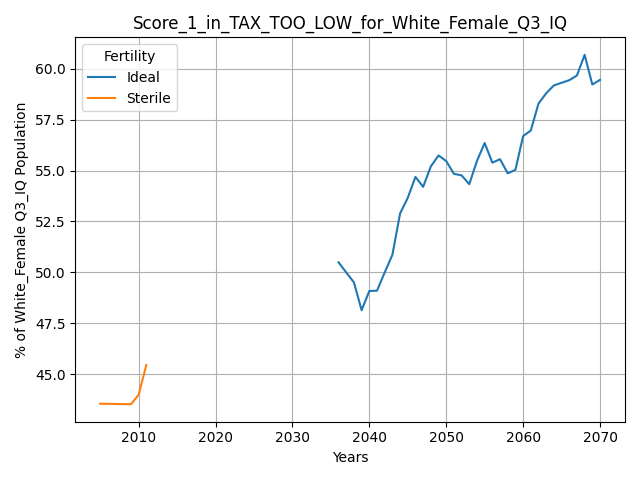 Score_1_in_TAX_TOO_LOW_for_White_Female_Q3_IQ
Fertility
Ideal
Sterile
% of White_Female Q3_IQ Population
60.0
57.5
55.0
52.5
50.0
47.5
45.0
2010 2020 2030 2040 2050 2060 2070
Years